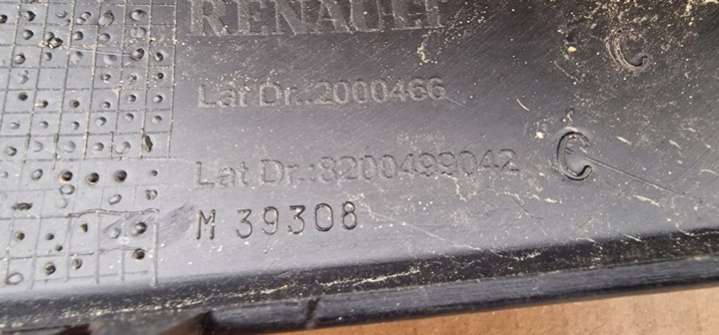 RENAULT
C
Lat Dr.:2000466
Lat Dr.:8200499042 C
M 39308